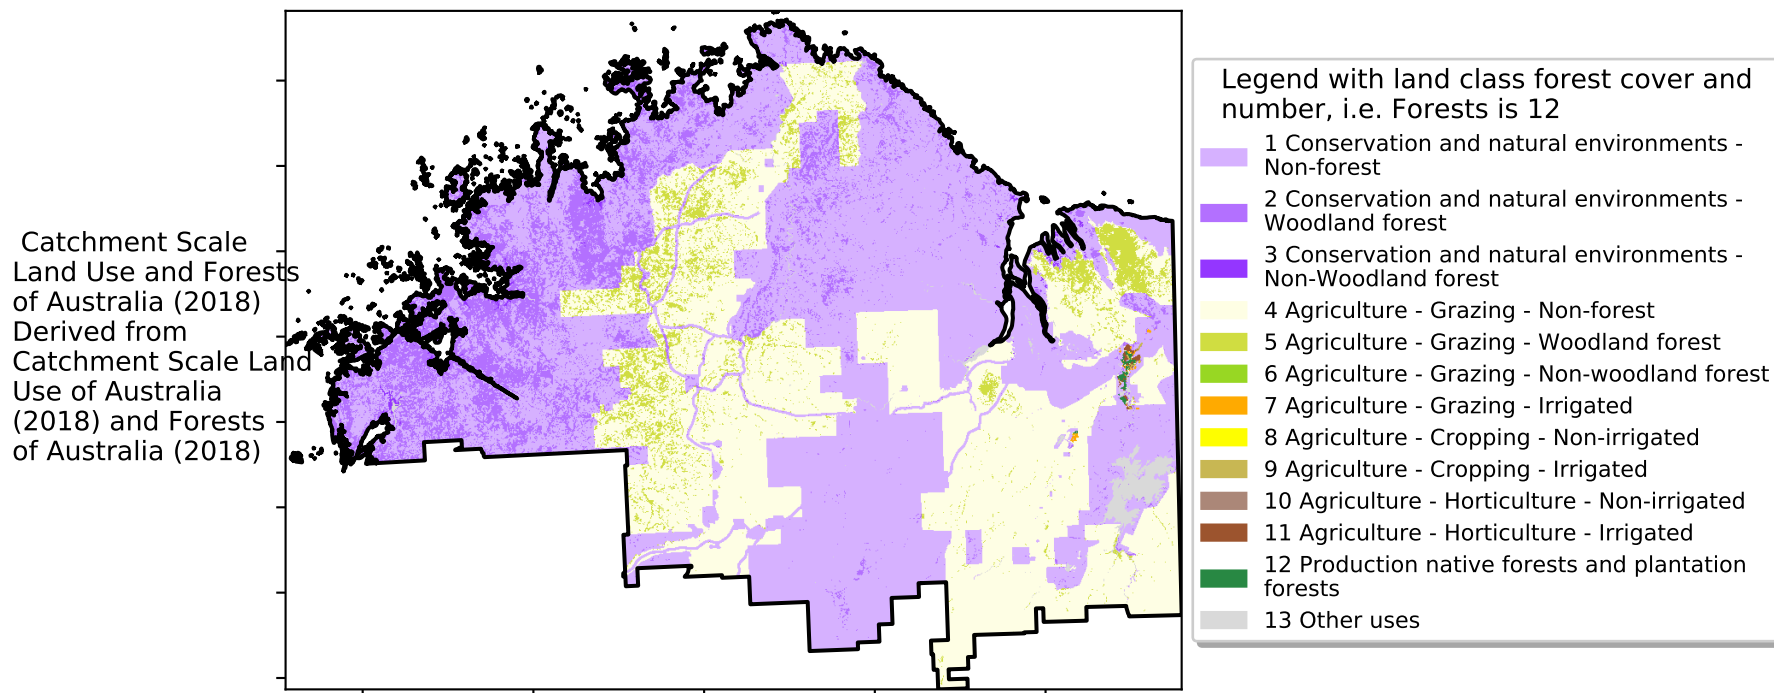 Catchment Scale
Land Use and Forests
of Australia (2018)
Derived from
Catchment Scale Land
Use of Australia
(2018) and Forests
of Australia (2018)
Legend with land class forest cover and
number, i.e. Forests is 12
1 Conservation and natural environments -
Non-forest
2 Conservation and natural environments -
Woodland forest
3 Conservation and natural environments -
Non-Woodland forest
4 Agriculture - Grazing - Non-forest
5 Agriculture - Grazing - Woodland forest
6 Agriculture - Grazing - Non-woodland forest
7 Agriculture - Grazing - Irrigated
8 Agriculture - Cropping - Non-irrigated
9 Agriculture - Cropping - Irrigated
10 Agriculture - Horticulture - Non-irrigated
11 Agriculture - Horticulture - Irrigated
12 Production native forests and plantation
forests
13 Other uses